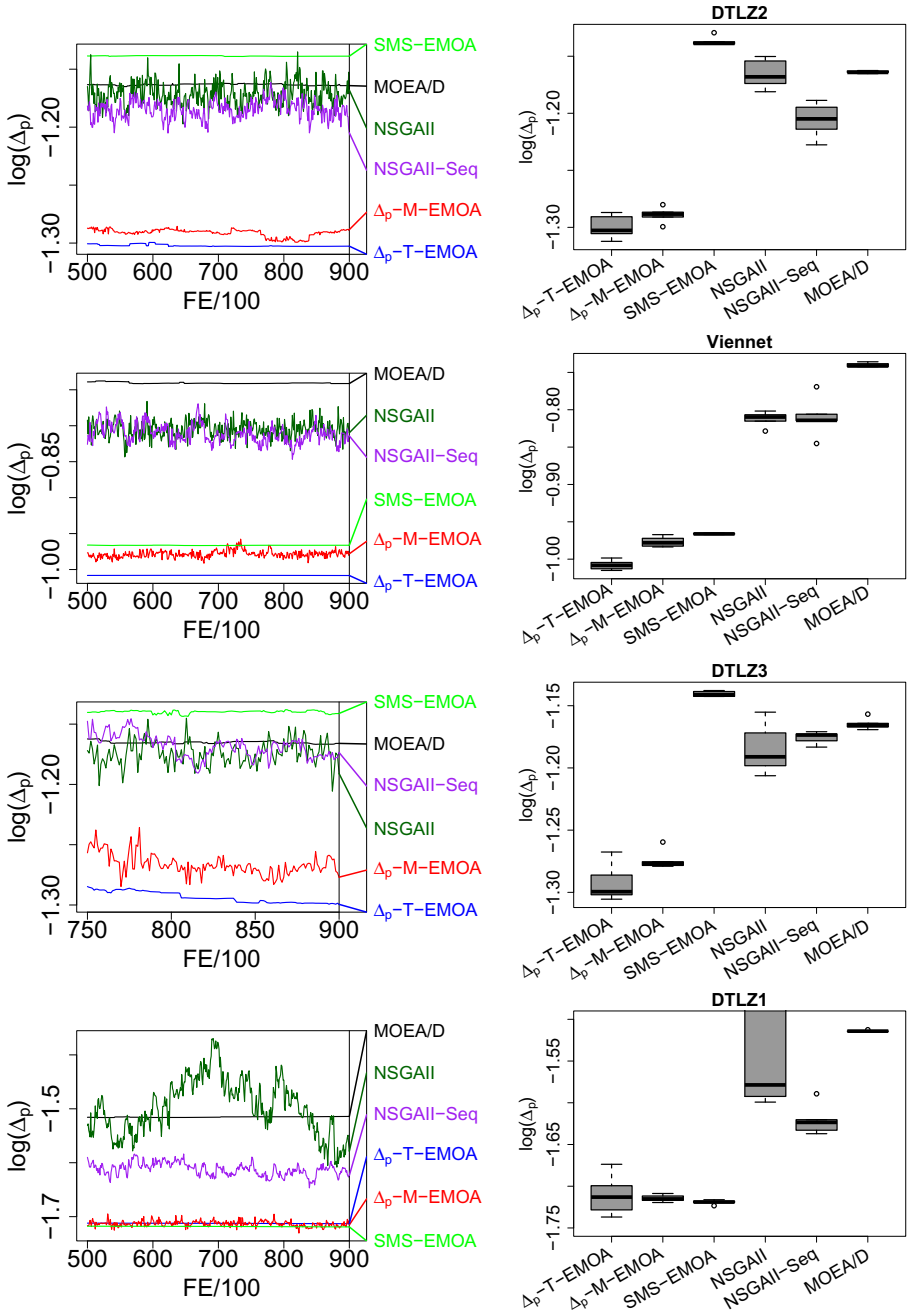 log(Δp)
−1.20
−1.30
500 600 700 800 900
FE/100
SMS−EMOA
MOEA/D
NSGAII
NSGAII−Seq
Δp−M−EMOA
Δp−T−EMOA
DTLZ2
log(Δp)
−1.20
−1.30
Δp−T−EMOA
Δp−M−EMOA
SMS−EMOA
NSGAII
NSGAII−Seq
MOEA/D
log(Δp)
−0.85
−1.00
500 600 700 800 900
FE/100
MOEA/D
NSGAII
NSGAII−Seq
SMS−EMOA
Δp−M−EMOA
Δp−T−EMOA
Viennet
log(Δp)
−0.80
−0.90
−1.00
Δp−T−EMOA
Δp−M−EMOA
SMS−EMOA
NSGAII
NSGAII−Seq
MOEA/D
log(Δp)
−1.20
−1.30
750 800 850 900
FE/100
SMS−EMOA
MOEA/D
NSGAII−Seq
NSGAII
Δp−M−EMOA
Δp−T−EMOA
DTLZ3
log(Δp)
−1.15
−1.20
−1.25
−1.30
Δp−T−EMOA
Δp−M−EMOA
SMS−EMOA
NSGAII
NSGAII−Seq
MOEA/D
log(Δp)
−1.5
−1.7
500 600 700 800 900
FE/100
MOEA/D
NSGAII
NSGAII−Seq
Δp−T−EMOA
Δp−M−EMOA
SMS−EMOA
DTLZ1
log(Δp)
−1.55
−1.65
−1.75
Δp−T−EMOA
Δp−M−EMOA
SMS−EMOA
NSGAII
NSGAII−Seq
MOEA/D